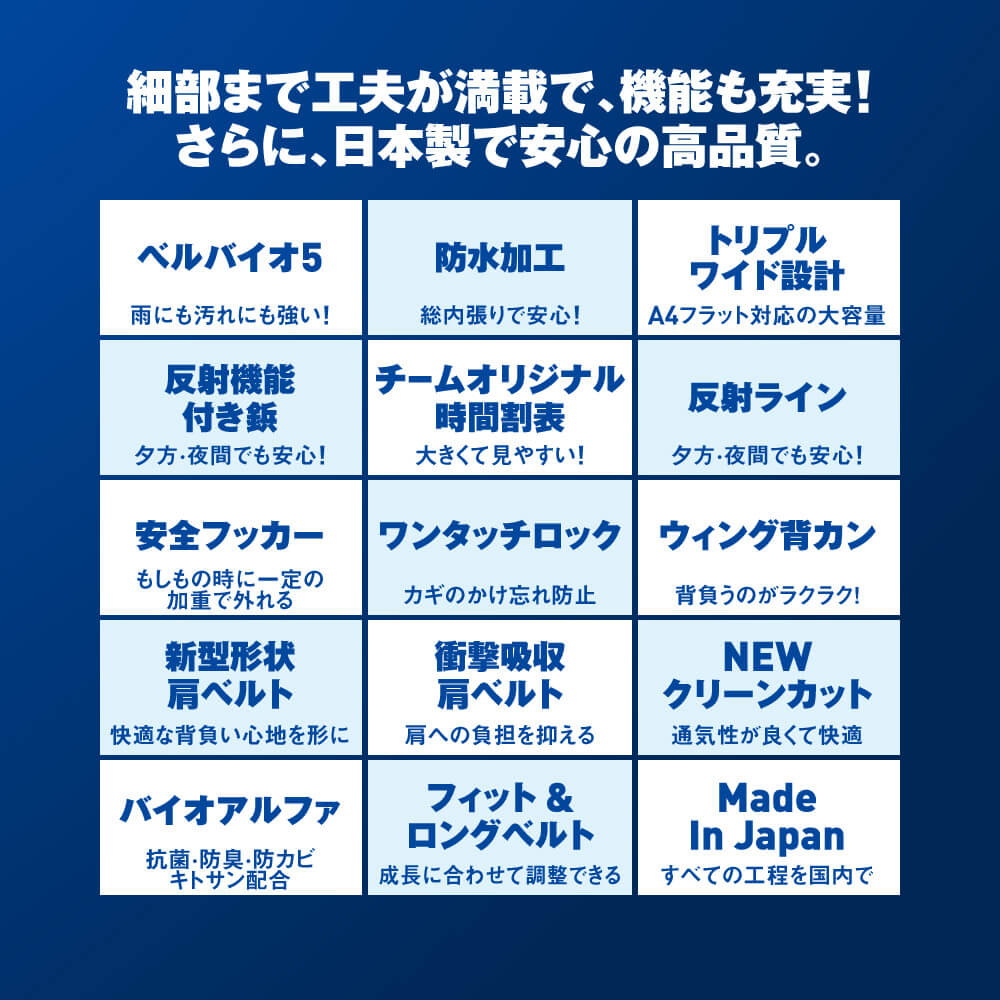 細部まで工夫が満載で、機能も充実！
さらに、日本製で安心の高品質。
ベルバイオ5
雨にも汚れにも強い！
防水加工
総内張りで安心！
トリプル
ワイド設計
A4フラット対応の大容量
反射機能
付き鋲
夕方・夜間でも安心！
チームオリジナル
時間割表
大きくて見やすい！
反射ライン
夕方・夜間でも安心！
安全フッカー
もしもの時に一定の
加重で外れる
ワンタッチロック
カギのかけ忘れ防止
ウィング背カン
背負うのがラクラク！
新型形状
肩ベルト
快適な背負い心地を形に
衝撃吸収
肩ベルト
肩への負担を抑える
NEW
クリーンカット
通気性が良くて快適
バイオアルファ
抗菌・防臭・防カビ
キトサン配合
フィット &
ロングベルト
成長に合わせて調整できる
Made
In Japan
すべての工程を国内で